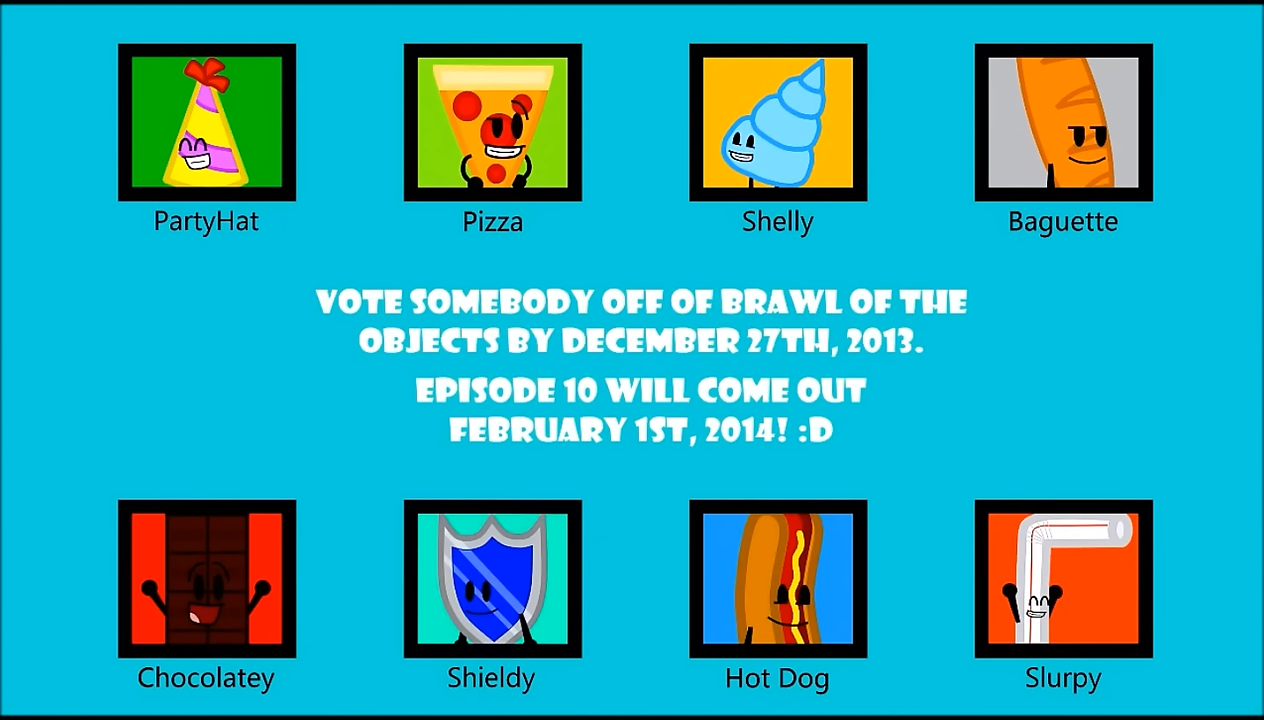 PartyHat
Pizza
Shelly
Baguette
VOTE SOMEBODY OFF OF BRAWL OF THE
OBJECTS BY DECEMBER 27TH, 2013.
EPISODE 10 WILL COME OUT
FEBRUARY 1ST, 2014! :D
Chocolatey
Shieldy
Hot Dog
Slurpy